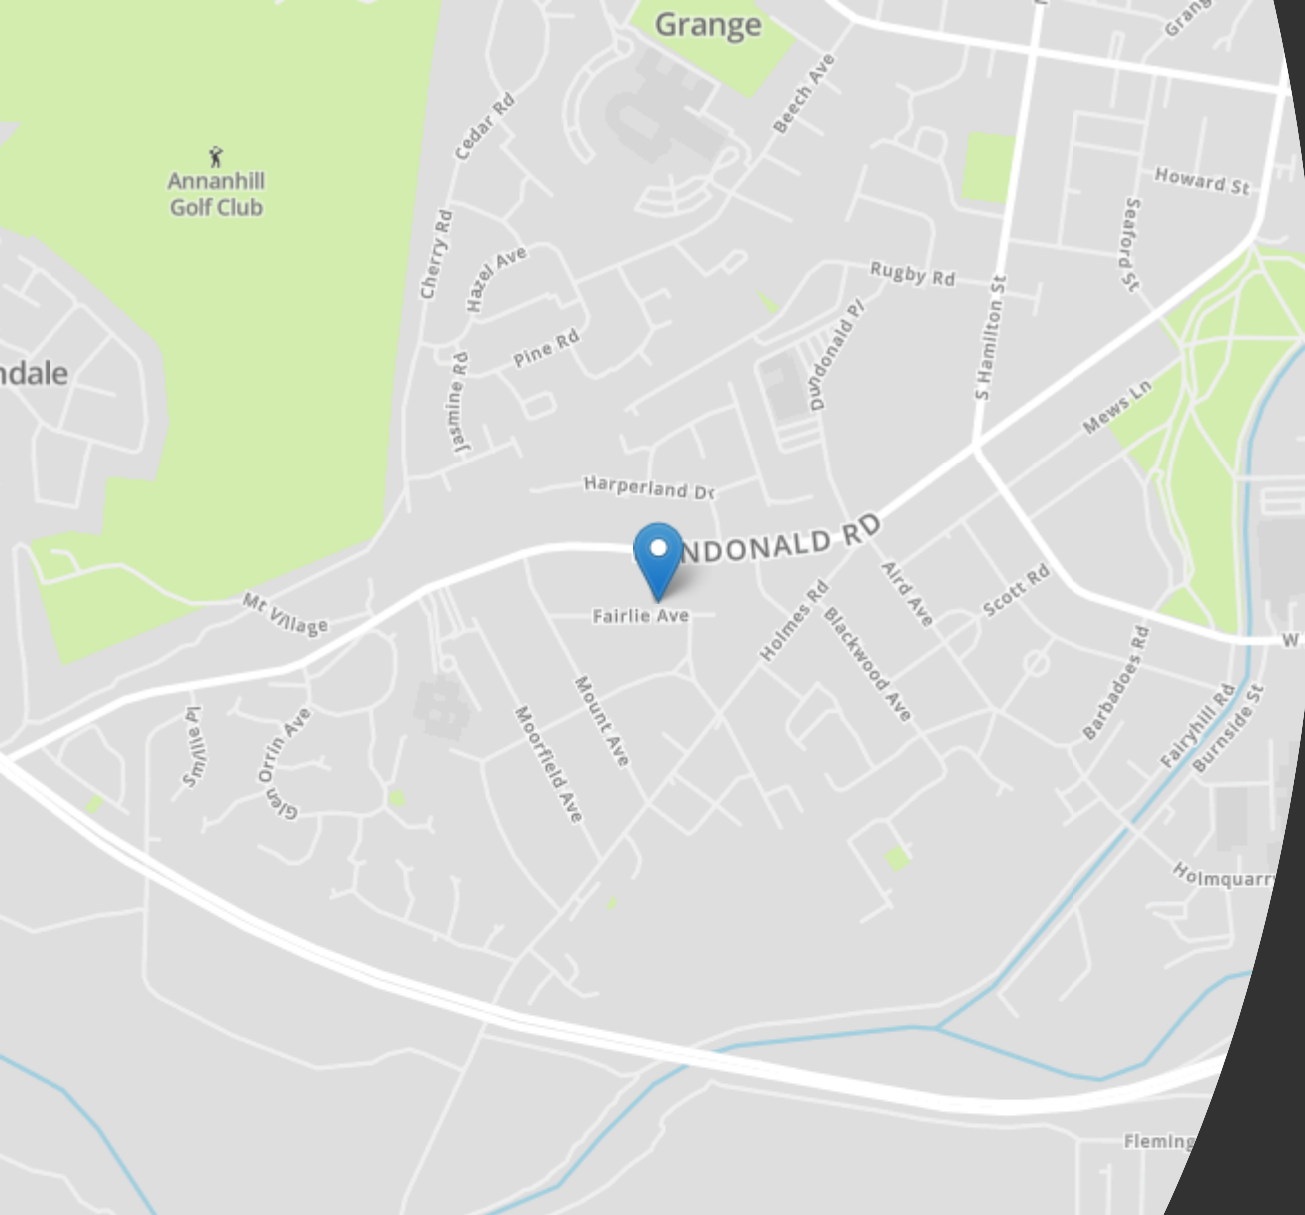 Grange
Grang
Beech Ave
Cedar Rd
Annanhill
Golf Club
Howard St
Seaford St
Cherry Rd
Hazel Ave
Rugby Rd
S Hamilton St
Dundonald Pl
Pine Rd
ndale
Jasmine Rd
Mews Ln
Harperland Dr
NDONALD RD
Aird Ave
Scott Rd
Mt Village
Fairlie Ave
Holmes Rd
Blackwood Ave
W
Barbadoes Rd
Fairyhill Rd
Burnside St
Mount Ave
Moorfield Ave
Smillie Pl
Glen Orrin Ave
Holmquarr
Fleming